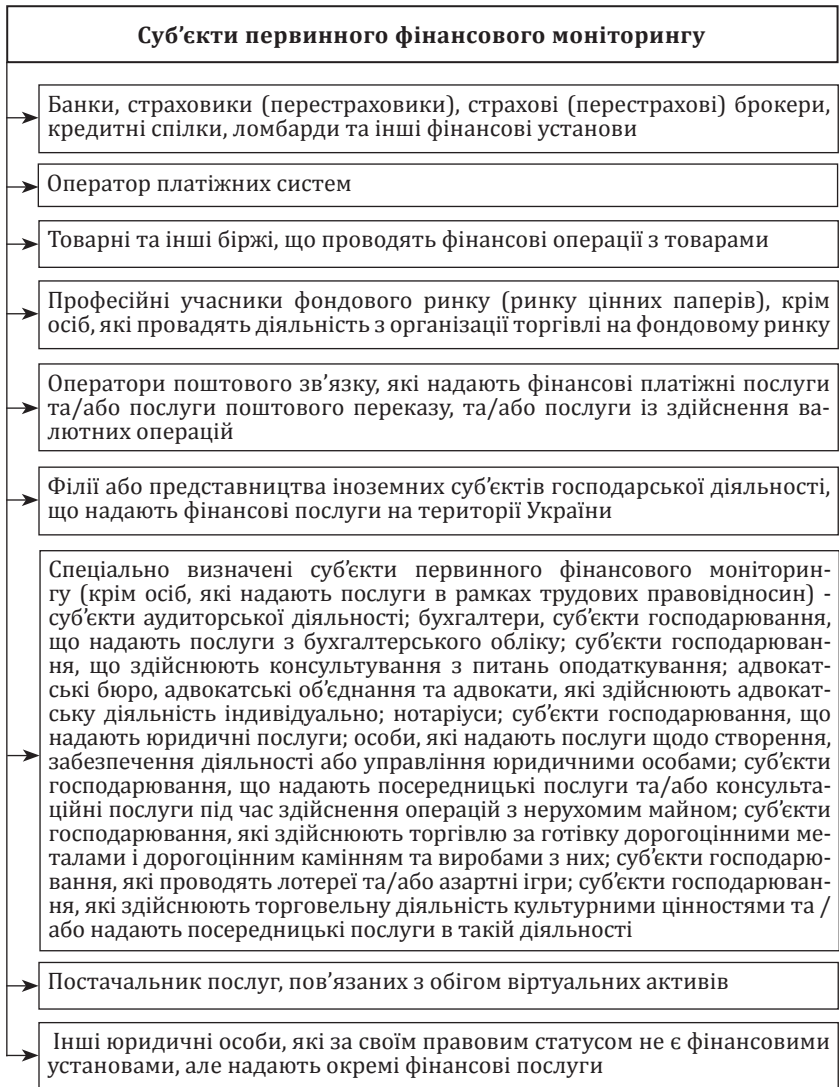 Суб’єкти первинного фінансового моніторингу
Банки, страховики (перестраховики), страхові (перестрахові) брокери,
кредитні спілки, ломбарди та інші фінансові установи
Оператор платіжних систем
Товарні та інші біржі, що проводять фінансові операції з товарами
Професійні учасники фондового ринку (ринку цінних паперів), крім
осіб, які провадять діяльність з організації торгівлі на фондовому ринку
Оператори поштового зв’язку, які надають фінансові платіжні послуги
та/або послуги поштового переказу, та/або послуги із здійснення ва-
лютних операцій
Філії або представництва іноземних суб’єктів господарської діяльності,
що надають фінансові послуги на території України
Спеціально визначені суб’єкти первинного фінансового моніторин-
гу (крім осіб, які надають послуги в рамках трудових правовідносин) -
суб’єкти аудиторської діяльності; бухгалтери, суб’єкти господарювання,
що надають послуги з бухгалтерського обліку; суб’єкти господарюван-
ня, що здійснюють консультування з питань оподаткування; адвокат-
ські бюро, адвокатські об’єднання та адвокати, які здійснюють адвокат-
ську діяльність індивідуально; нотаріуси; суб’єкти господарювання, що
надають юридичні послуги; особи, які надають послуги щодо створення,
забезпечення діяльності або управління юридичними особами; суб’єкти
господарювання, що надають посередницькі послуги та/або консульта-
ційні послуги під час здійснення операцій з нерухомим майном; суб’єкти
господарювання, які здійснюють торгівлю за готівку дорогоцінними ме-
талами і дорогоцінним камінням та виробами з них; суб’єкти господарю-
вання, які проводять лотереї та/або азартні ігри; суб’єкти господарюван-
ня, які здійснюють торговельну діяльність культурними цінностями та /
або надають посередницькі послуги в такій діяльності
Постачальник послуг, пов’язаних з обігом віртуальних активів
Інші юридичні особи, які за своїм правовим статусом не є фінансовими
установами, але надають окремі фінансові послуги